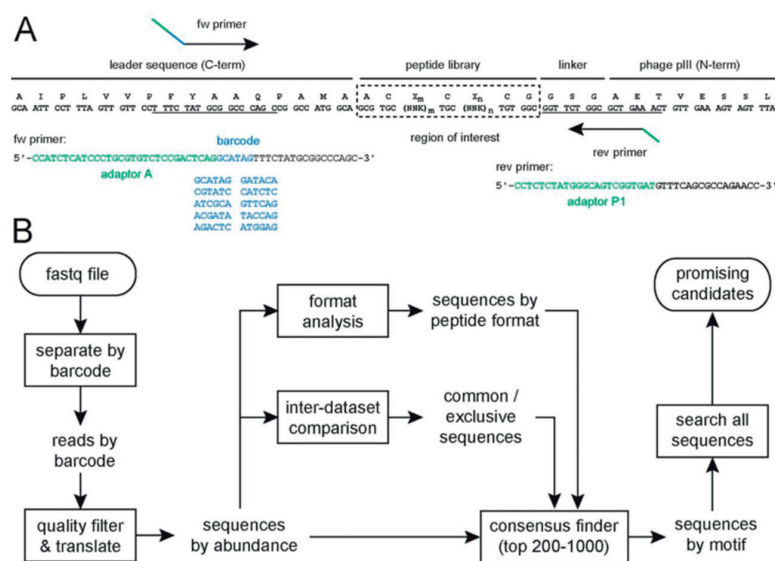 A
fw primer
leader sequence (C-term)
peptide library
linker
phage pIII (N-term)
A I P L V V P F Y A A Q P A M A A C Xm C Xn C G G S G A E T V E S L
GCA ATT CCT TTA GTT GTT CCT TTC TAT GCG GCC CAG CCG GCC ATG GCA GCG TGC (NNK)m TGC (NNK)n TGT GGC GGT TCT GGC GCT GAA ACT GTT GAA AGT AGT TTA
fw primer:
barcode
region of interest
rev primer
5'-CCATCTCATCCCTGCGTGTCTCCGACTCAGGCATAGTTTCTATGCGGCCCAGC-3'
adaptor A
rev primer:
5'-CCTCTCTATGGGCAGTCGGTGATGTTTCAGCGCCAGAACC-3'
adaptor P1
GCATAG GATACA
CGTATC CCATCTC
ATCGCA GTTCAG
ACGATA TACCAG
AGACTC ATGGAG
B
fastq file
separate by
barcode
reads by
barcode
quality filter
& translate
sequences
by abundance
format
analysis
sequences by
peptide format
inter-dataset
comparison
common /
exclusive
sequences
consensus finder
(top 200-1000)
sequences
by motif
search all
sequences
promising
candidates